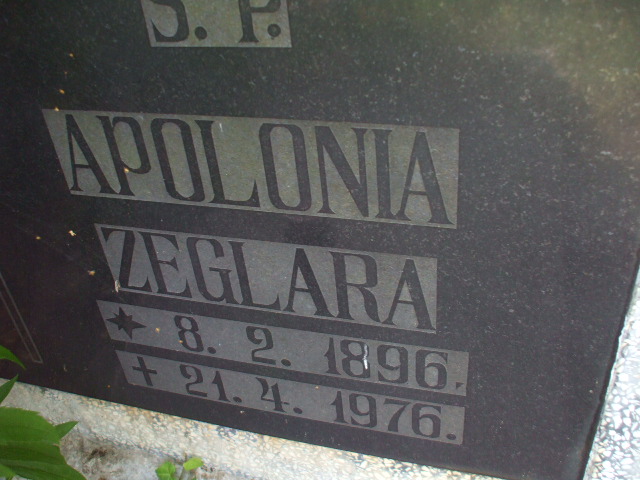 S. P.
APOLONIA
ZEGLARA
* 8. 2. 1896.
+ 21. 4. 1976.